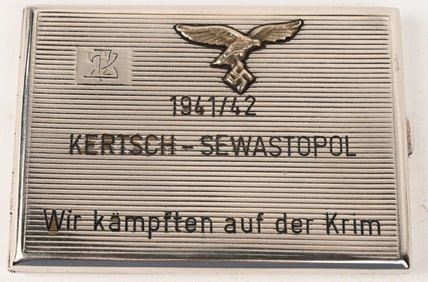 1941/42
KERTSCH - SEWASTOPOL
Wir kämpften auf der Krim